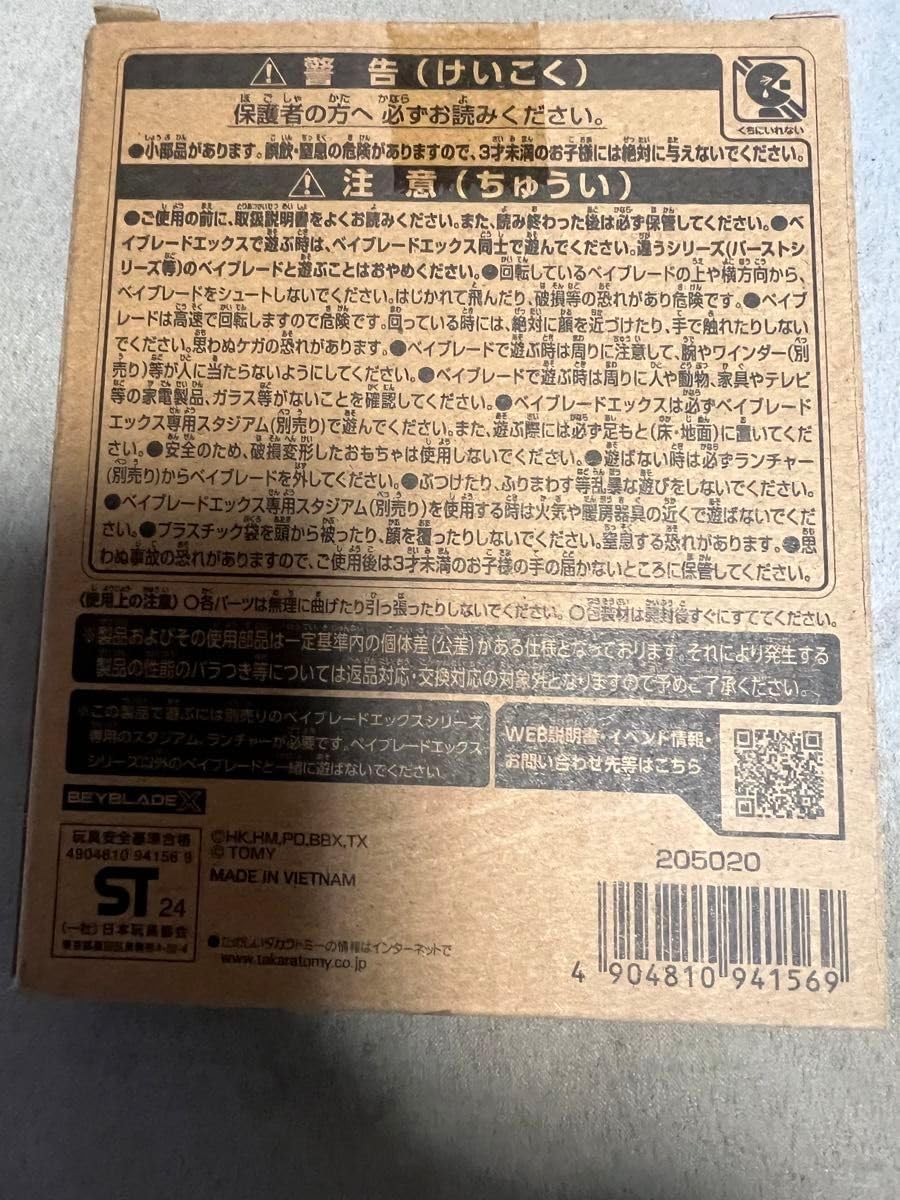 ⚠ 警告(けいこく)
保護者の方へ 必ずお読みください。
くちにいれない
●小部品があります。誤飲・窒息の危険がありますので、3才未満のお子様には絶対に与えないでください。
⚠ 注意(ちゅうい)
●ご使用の前に、取扱説明書をよくお読みください。また、読み終わった後は必ず保管してください。●ベ
イブレードエックスで遊ぶ時は、ベイブレードエックス同士で遊んでください。違うシリーズ(バーストシ
リーズ等)のベイブレードと遊ぶことはおやめください。●回転しているベイブレードの上や横方向から、
ベイブレードをシュートしないでください。はじかれて飛んだり、破損等の恐れがあり危険です。●ベイブ
レードは高速で回転しますので危険です。回っている時には、絶対に顔を近づけたり、手で触れたりしない
でください。思わぬケガの恐れがあります。●ベイブレードで遊ぶ時は周りに注意して、腕やワインダー(別
売り)等が人に当たらないようにしてください。●ベイブレードで遊ぶ時は周りに人や動物、家具やテレビ
等の家電製品、ガラス等がないことを確認してください。●ベイブレードエックスは必ずベイブレード
エックス専用スタジアム(別売り)で遊んでください。また、遊ぶ際には必ず足もと(床・地面)に置いてくだ
さい。●安全のため、破損変形したおもちゃは使用しないでください。●遊ばない時は必ずランチャー
(別売り)からベイブレードを外してください。●ぶつけたり、ふりまわす等乱暴な遊びをしないでください。
●ベイブレードエックス専用スタジアム(別売り)を使用する時は火気や暖房器具の近くで遊ばないでくだ
さい。●プラスチック袋を頭から被ったり、顔を覆ったりしないでください。窒息する恐れがあります。●思
わぬ事故の恐れがありますので、ご使用後は3才未満のお子様の手の届かないところに保管してください。
〈使用上の注意〉○各パーツは無理に曲げたり引っ張ったりしないでください。○包装材は開封後すぐにすててください。
※製品およびその使用部品は一定基準内の個体差(公差)がある仕様となっております。それにより発生する
製品の性能のバラつき等については返品対応・交換対応の対象外となりますので予めご了承ください。
※この製品で遊ぶには別売りのベイブレードエックスシリーズ
専用のスタジアム、ランチャーが必要です。ベイブレードエックス
シリーズ以外のベイブレードと一緒に遊ばないでください
WEB説明書・イベント情報・
お問い合わせ先等はこちら
BEYBLADE X
玩具安全基準合格
4904810 94156 9
ST 24
(一社)日本玩具協会
©HK,HM,PD,BBX,TX
© TOMY
MADE IN VIETNAM
●たのしいタカラトミーの情報はインターネットで
www.takaratomy.co.jp
205020
4 904810 941569